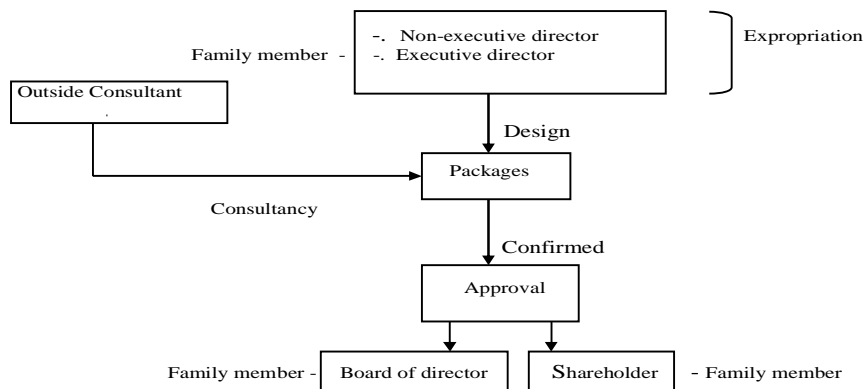 -. Non-executive director
Expropriation
Family member -
-. Executive director
Outside Consultant
.
Design
Packages
Consultancy
Confirmed
Approval
Family member -
Board of director
Shareholder
- Family member